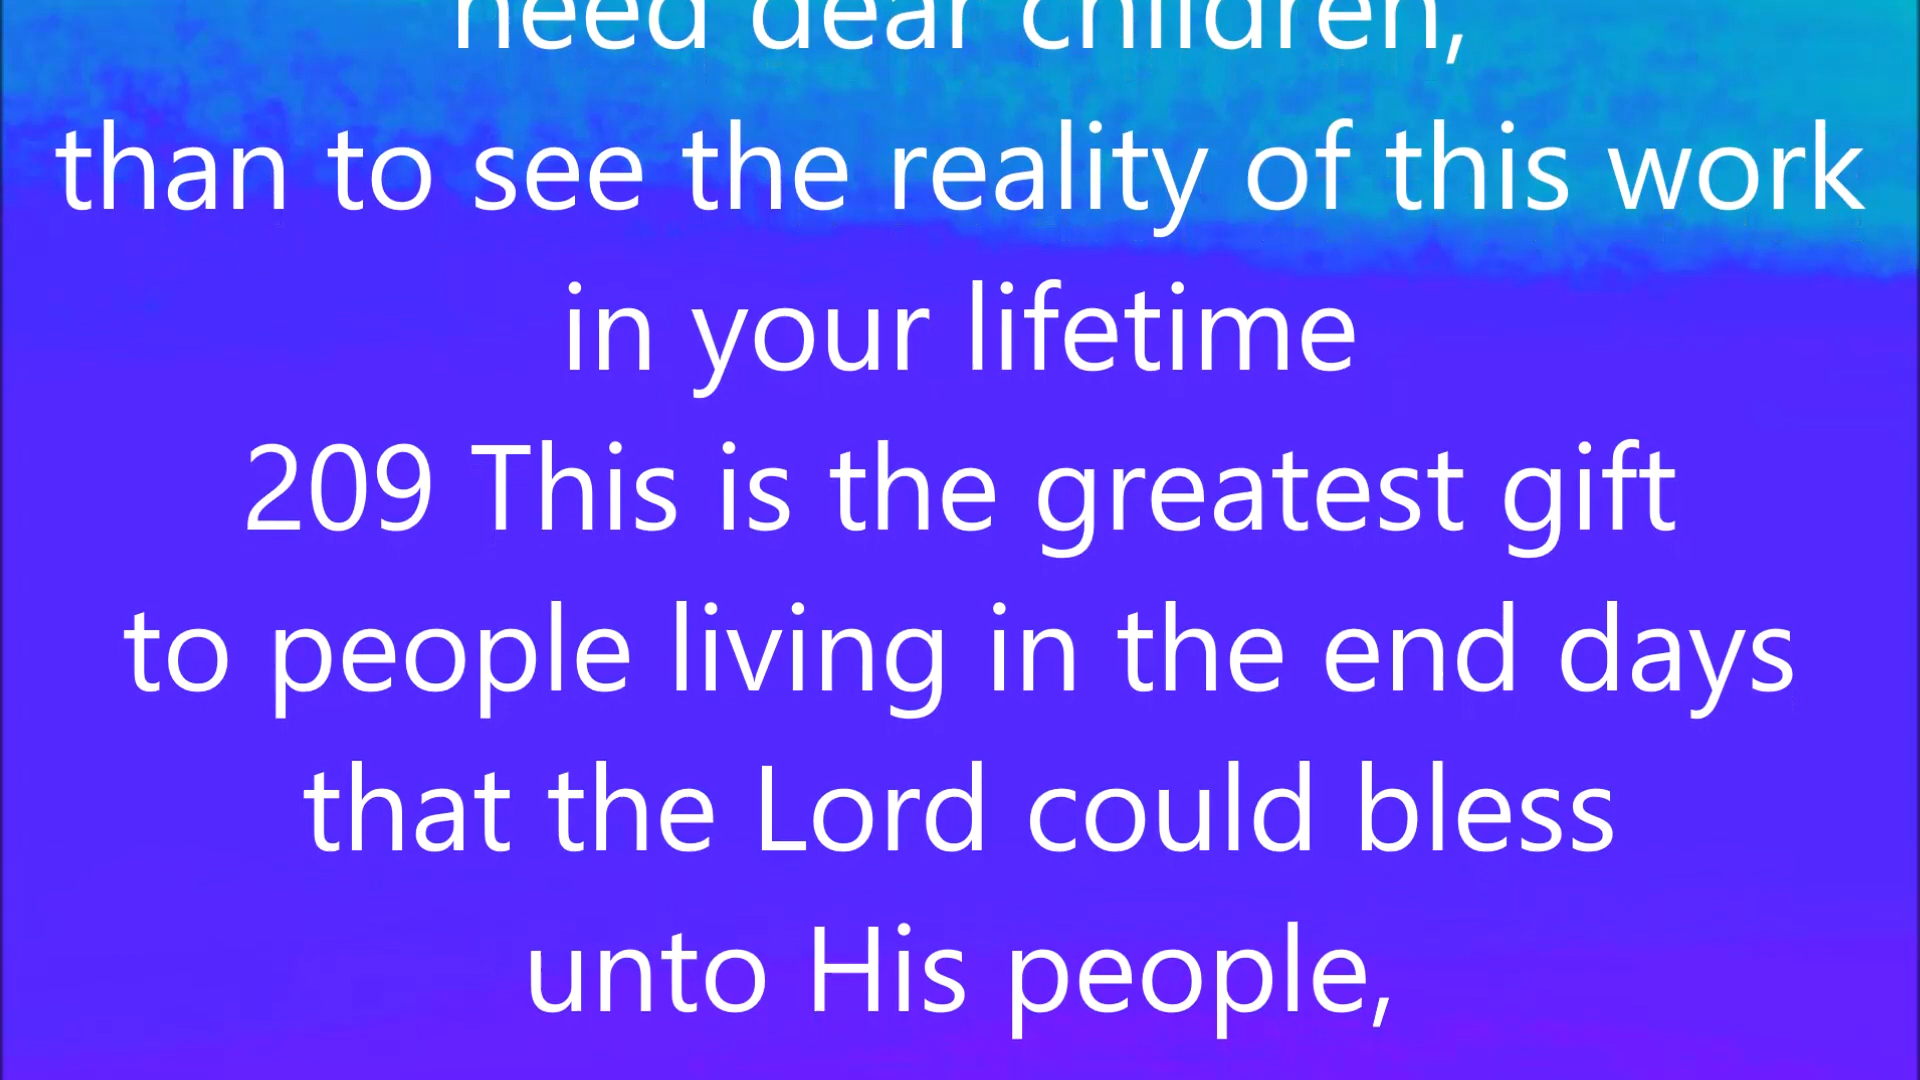 need dear children,
than to see the reality of this work
in your lifetime
209 This is the greatest gift
to people living in the end days
that the Lord could bless
unto His people,